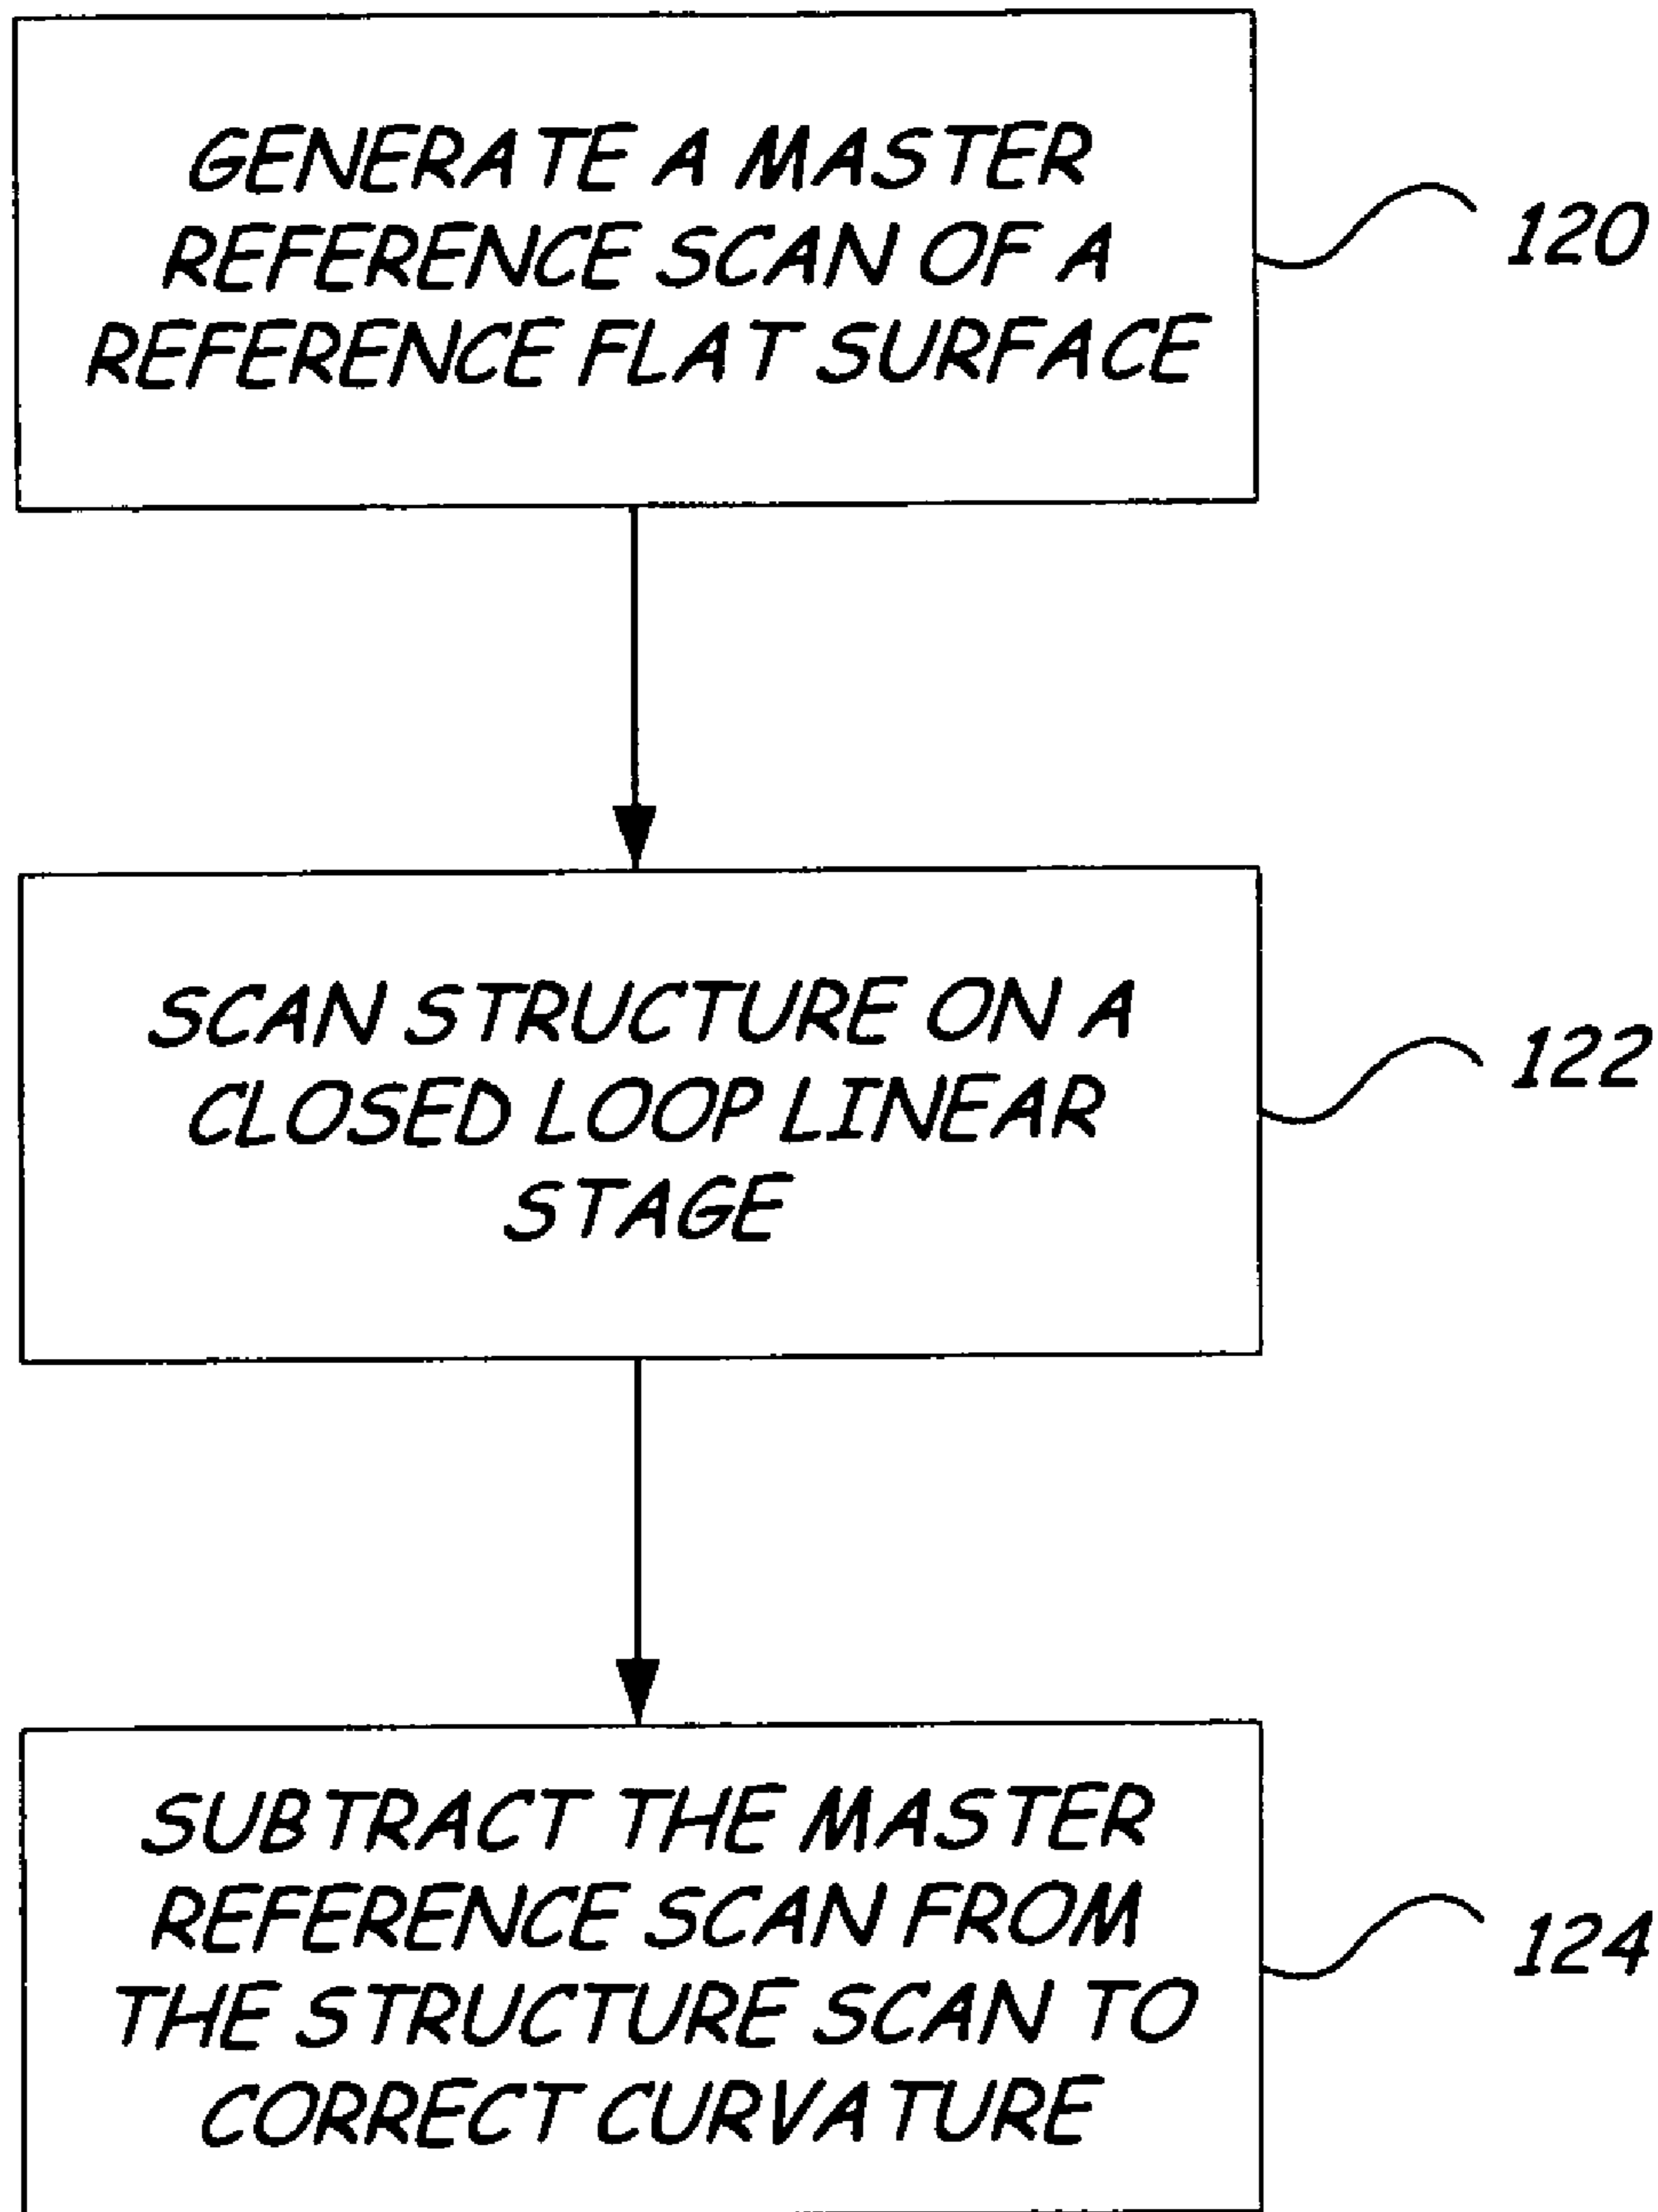 GENERATE A MASTER
REFERENCE SCAN OF A
REFERENCE FLAT SURFACE
120
SCAN STRUCTURE ON A
CLOSED LOOP LINEAR
STAGE
122
SUBTRACT THE MASTER
REFERENCE SCAN FROM
THE STRUCTURE SCAN TO
CORRECT CURVATURE
124